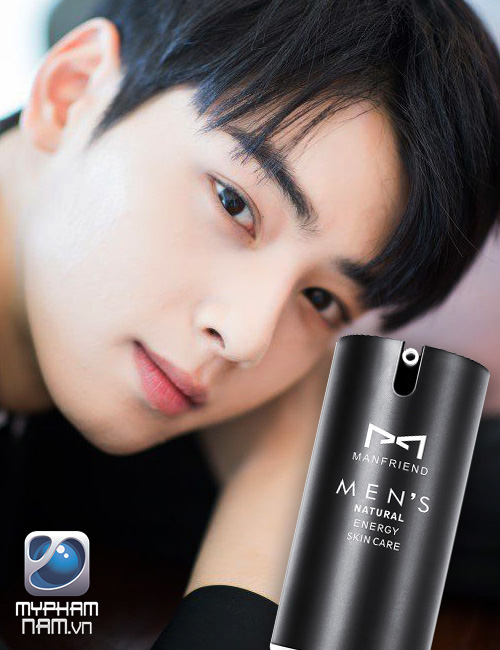 MANFRIEND
MEN'S
NATURAL
ENERGY
SKIN CARE
MYPHAM
NAM.VN